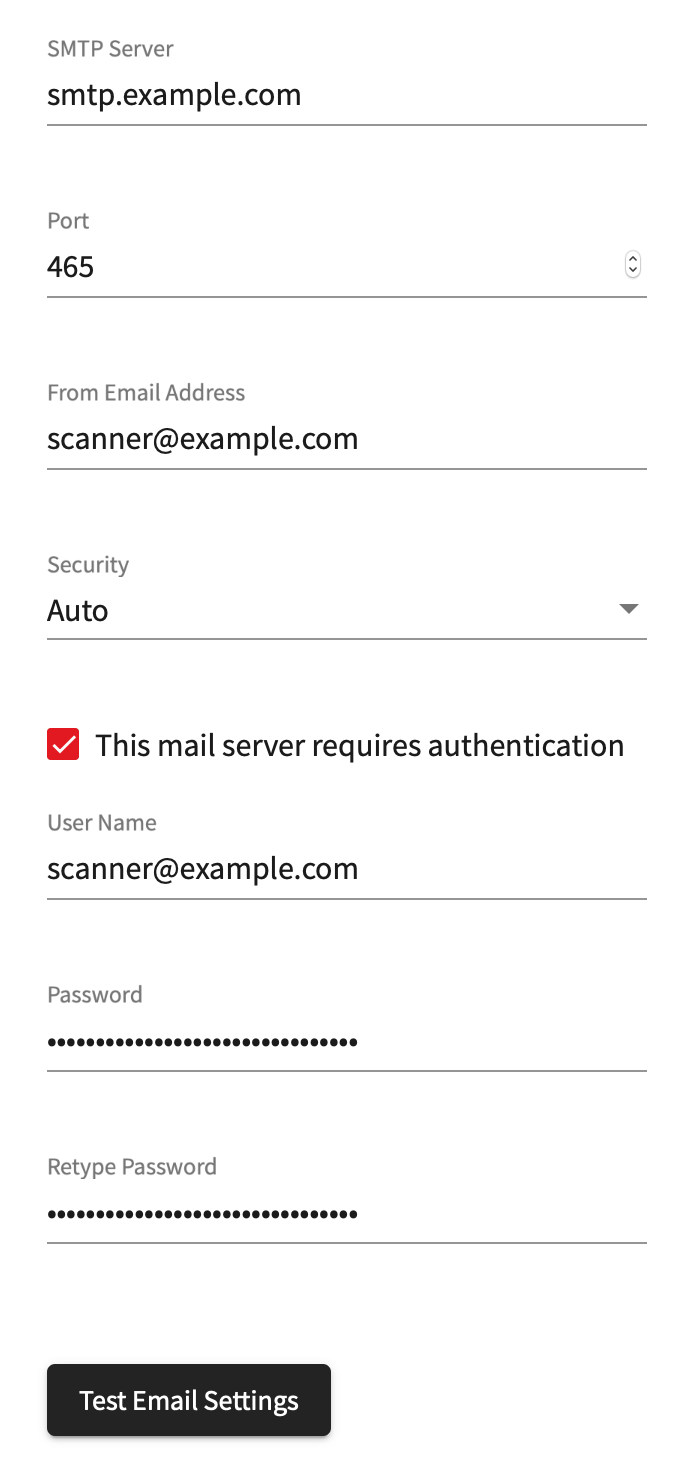 SMTP Server
smtp.example.com
Port
465
From Email Address
scanner@example.com
Security
Auto
This mail server requires authentication
User Name
scanner@example.com
Password
••••••••••••••••••••••••••••••••
Retype Password
••••••••••••••••••••••••••••••••
Test Email Settings